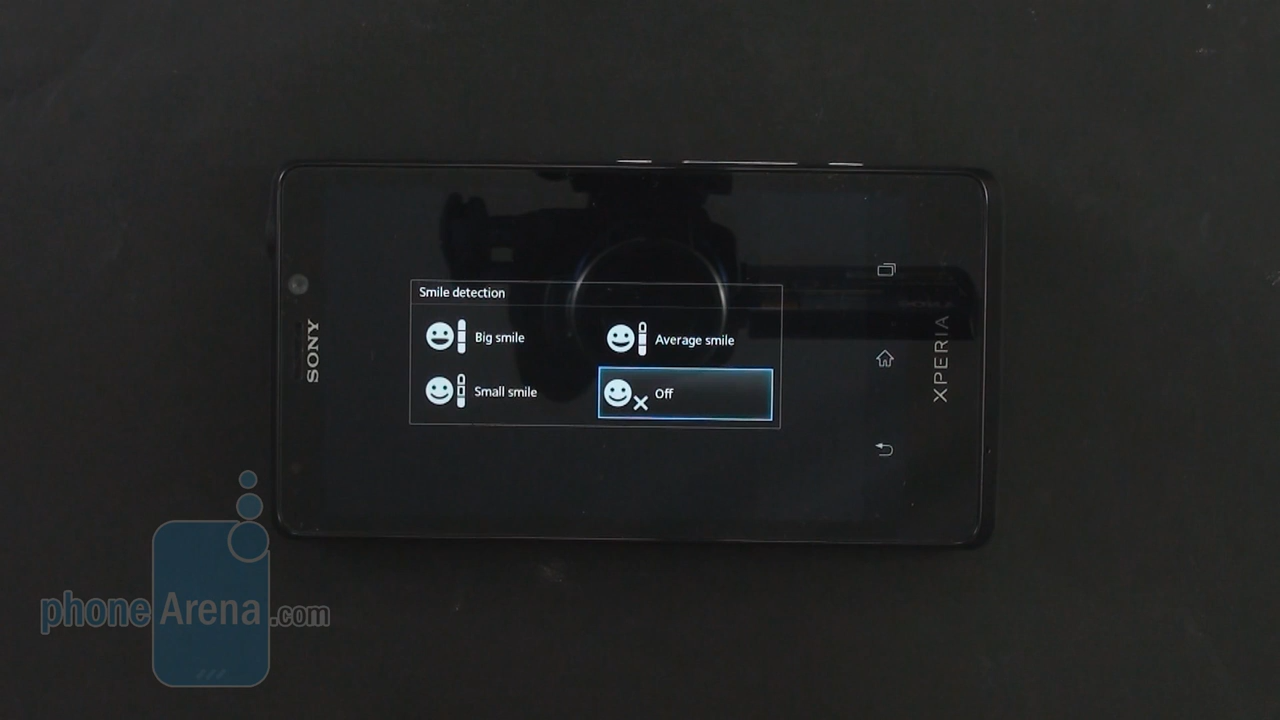 Smile detection
Big smile
Average smile
Small smile
Off
SONY
XPERIA
phoneArena.com